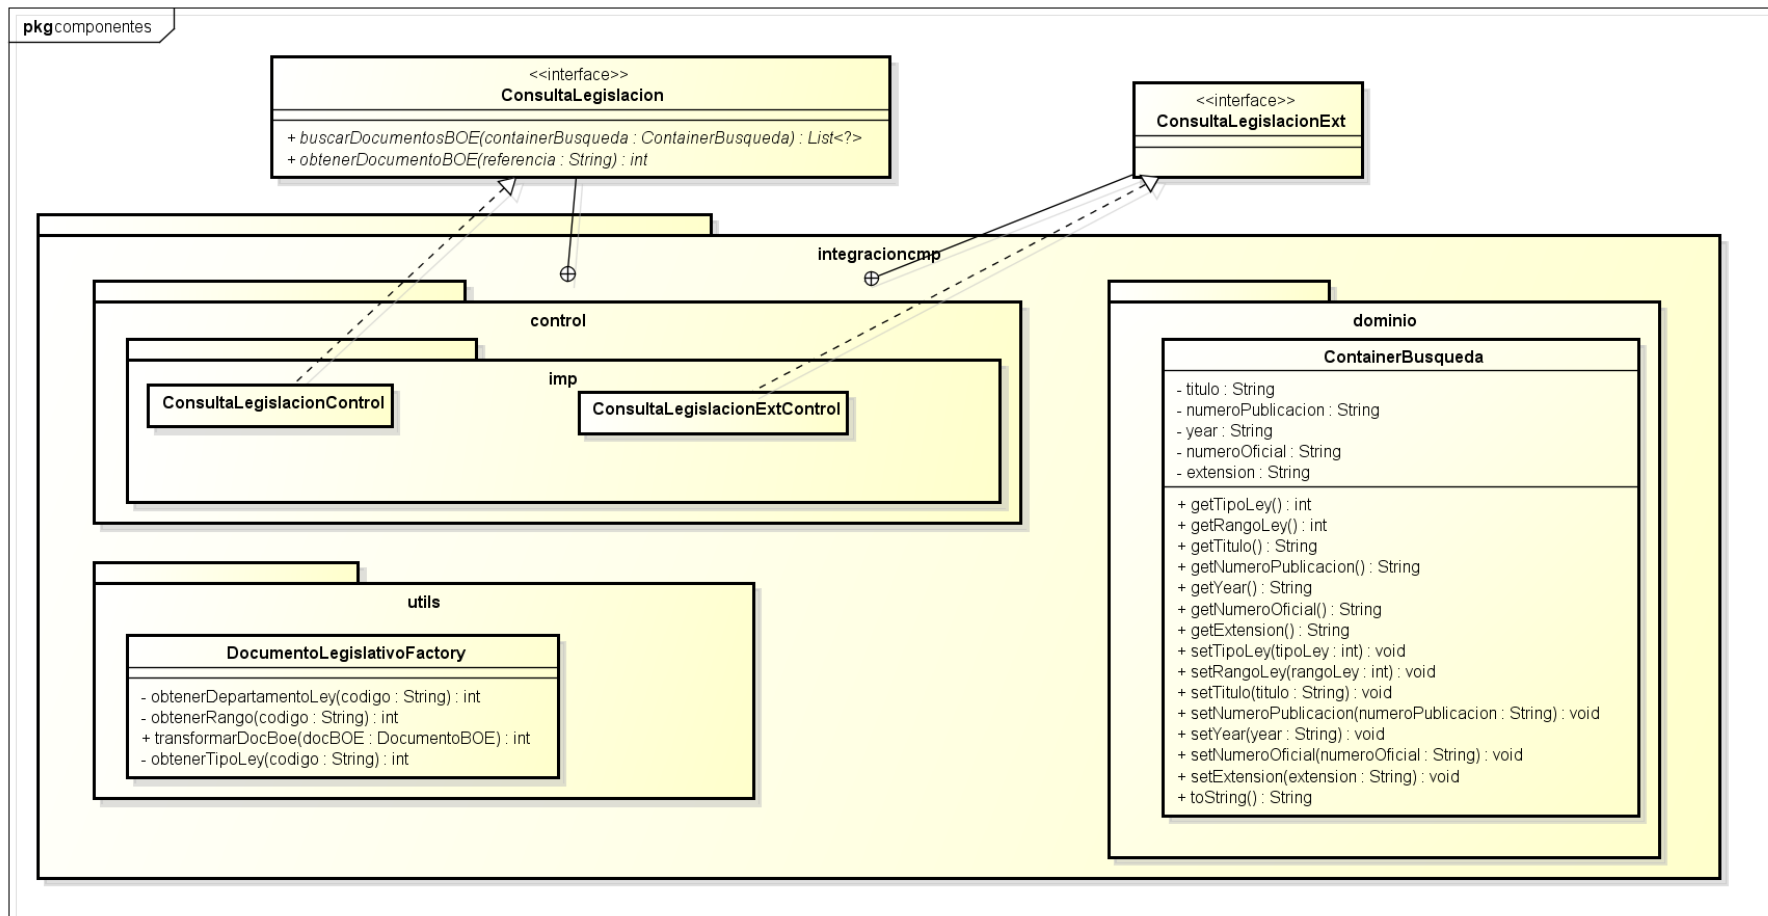 pkg componentes
<<interface>>
ConsultaLegislacion
+ buscarDocumentosBOE(containerBusqueda : ContainerBusqueda) : List<?>
+ obtenerDocumentoBOE(referencia : String) : int
<<interface>>
ConsultaLegislacionExt
integracioncmp
control
imp
ConsultaLegislacionControl
ConsultaLegislacionExtControl
utils
DocumentoLegislativoFactory
- obtenerDepartamentoLey(codigo : String) : int
- obtenerRango(codigo : String) : int
+ transformarDocBoe(docBOE : DocumentoBOE) : int
- obtenerTipoLey(codigo : String) : int
dominio
ContainerBusqueda
- titulo : String
- numeroPublicacion : String
- year : String
- numeroOficial : String
- extension : String
+ getTipoLey() : int
+ getRangoLey() : int
+ getTitulo() : String
+ getNumeroPublicacion() : String
+ getYear() : String
+ getNumeroOficial() : String
+ getExtension() : String
+ setTipoLey(tipoLey : int) : void
+ setRangoLey(rangoLey : int) : void
+ setTitulo(titulo : String) : void
+ setNumeroPublicacion(numeroPublicacion : String) : void
+ setYear(year : String) : void
+ setNumeroOficial(numeroOficial : String) : void
+ setExtension(extension : String) : void
+ toString() : String